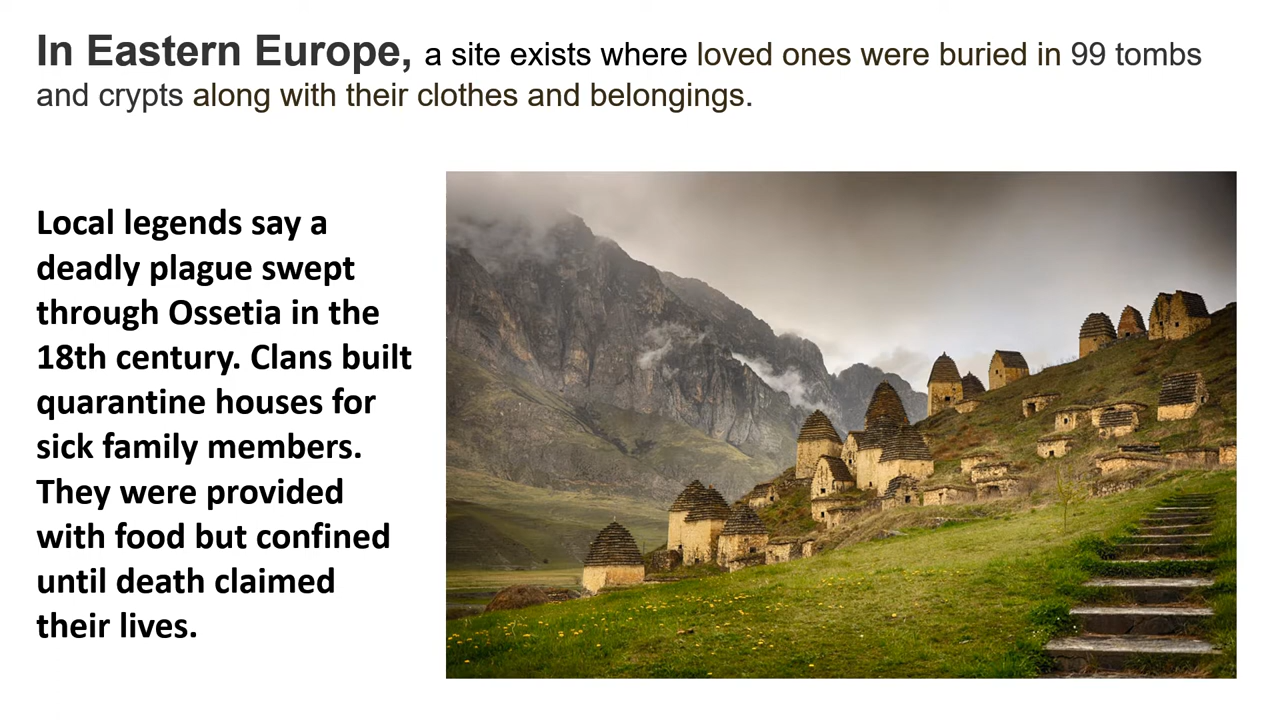 In Eastern Europe, a site exists where loved ones were buried in 99 tombs
and crypts along with their clothes and belongings.
Local legends say a
deadly plague swept
through Ossetia in the
18th century. Clans built
quarantine houses for
sick family members.
They were provided
with food but confined
until death claimed
their lives.